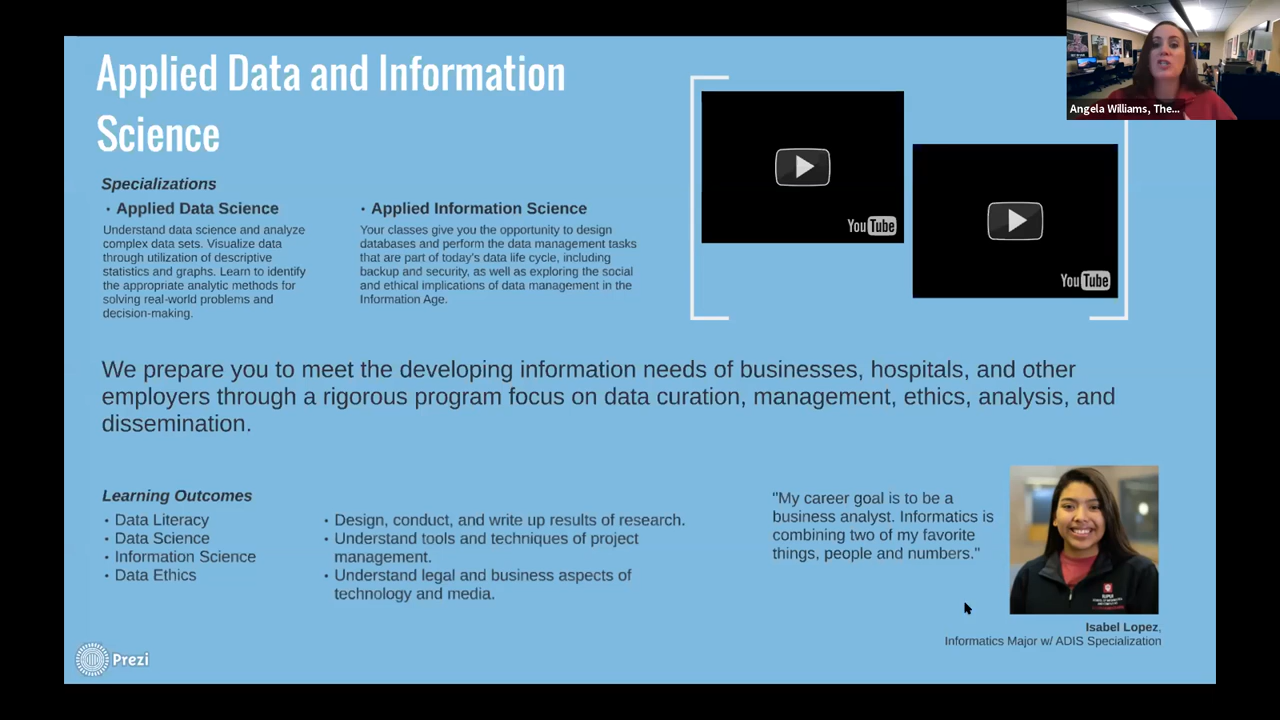 Applied Data and Information
Science
Specializations
• Applied Data Science
Understand data science and analyze
complex data sets. Visualize data
through utilization of descriptive
statistics and graphs. Learn to identify
the appropriate analytic methods for
solving real-world problems and
decision-making.
• Applied Information Science
Your classes give you the opportunity to design
databases and perform the data management tasks
that are part of today's data life cycle, including
backup and security, as well as exploring the social
and ethical implications of data management in the
Information Age.
YouTube
YouTube
Angela Williams, The...
We prepare you to meet the developing information needs of businesses, hospitals, and other
employers through a rigorous program focus on data curation, management, ethics, analysis, and
dissemination.
Learning Outcomes
• Data Literacy
• Data Science
• Information Science
• Data Ethics
• Design, conduct, and write up results of research.
• Understand tools and techniques of project
management.
• Understand legal and business aspects of
technology and media.
"My career goal is to be a
business analyst. Informatics is
combining two of my favorite
things, people and numbers."
Isabel Lopez,
Informatics Major w/ ADIS Specialization
Prezi